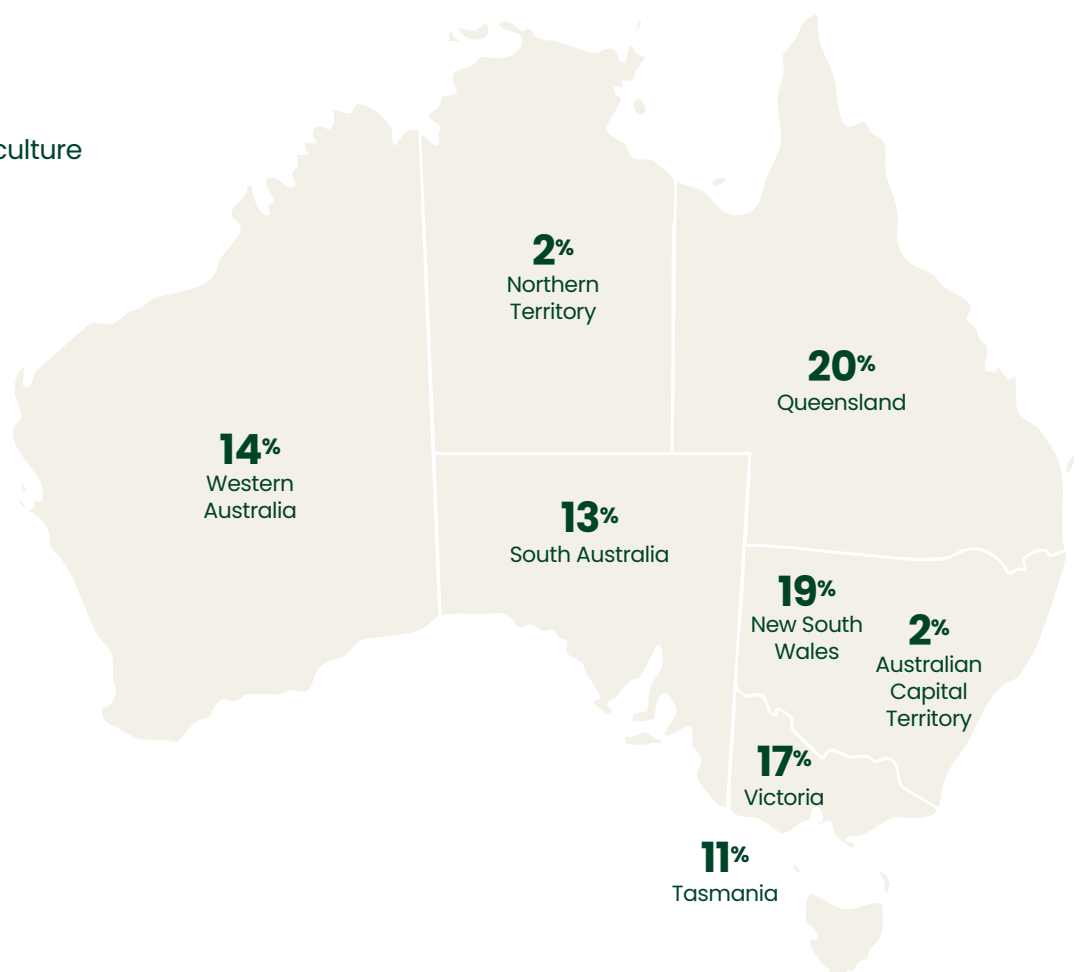 culture
2%
Northern
Territory
20%
Queensland
14%
Western
Australia
13%
South Australia
19%
New South
Wales
2%
Australian
Capital
Territory
17%
Victoria
11%
Tasmania